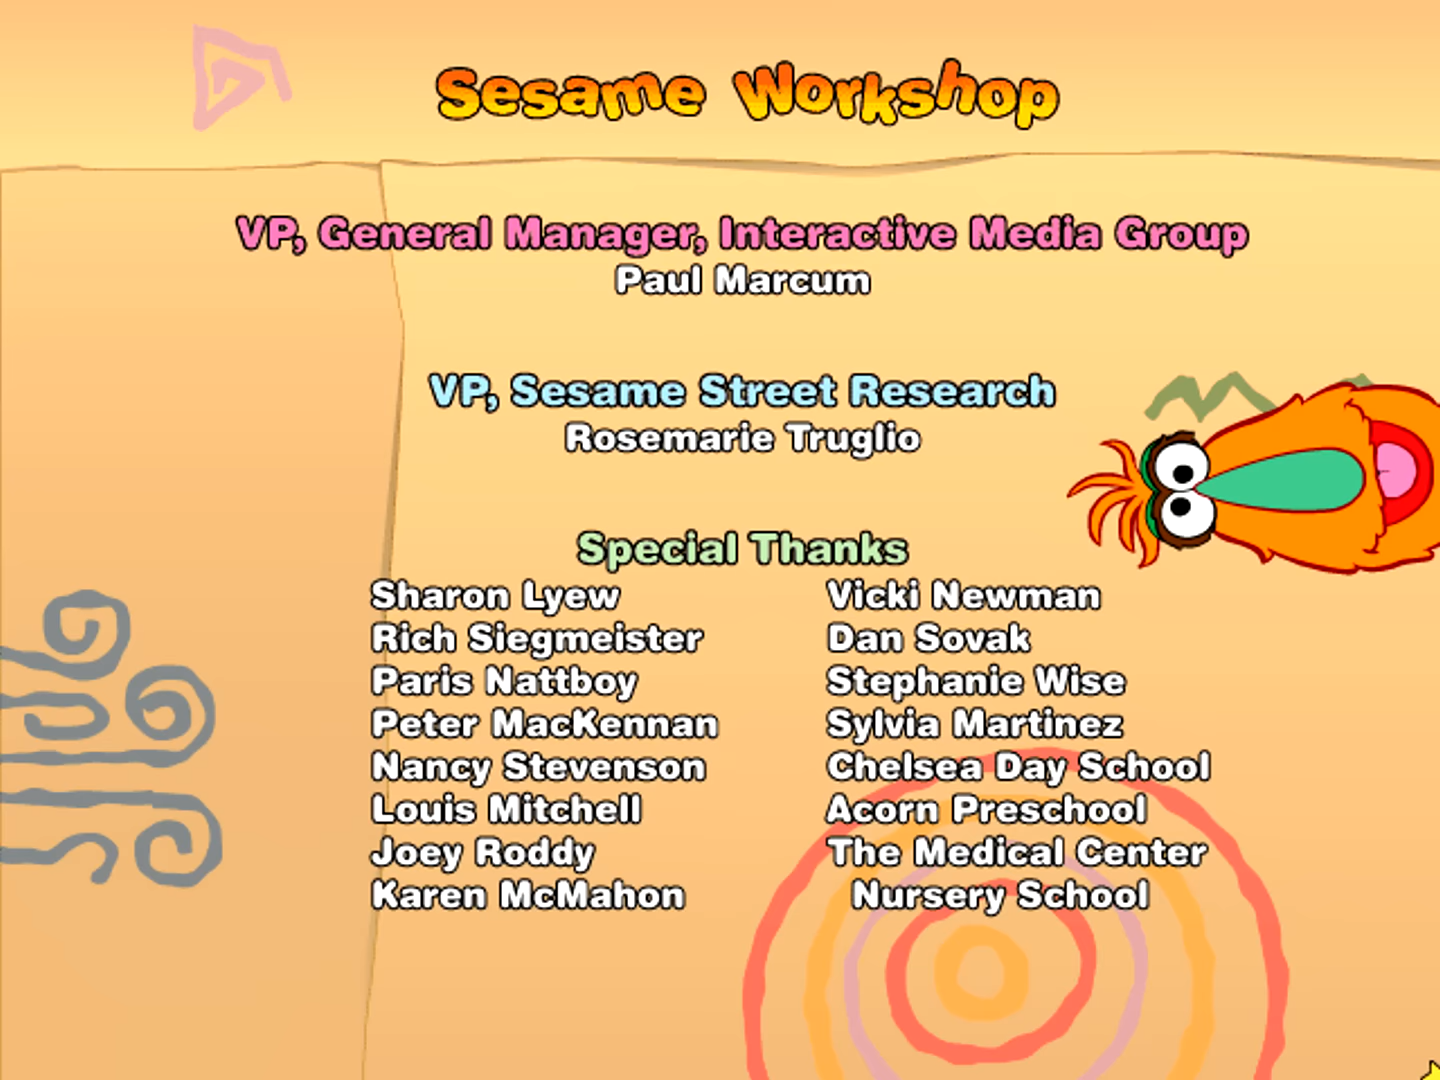 Sesame Workshop
VP, General Manager, Interactive Media Group
Paul Marcum
VP, Sesame Street Research
Rosemarie Truglio
Special Thanks
Sharon Lyew
Rich Siegmeister
Paris Nattboy
Peter MacKennan
Nancy Stevenson
Louis Mitchell
Joey Roddy
Karen McMahon
Vicki Newman
Dan Sovak
Stephanie Wise
Sylvia Martinez
Chelsea Day School
Acorn Preschool
The Medical Center
Nursery School